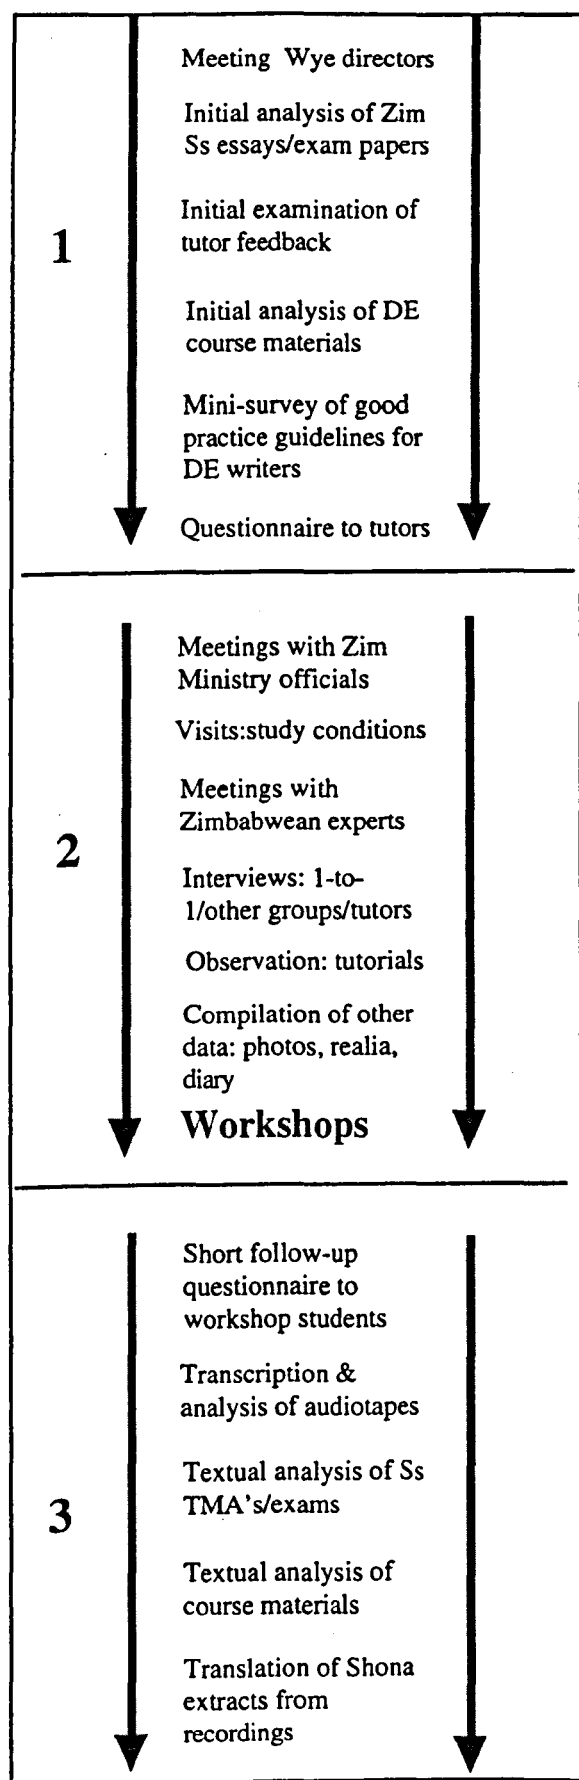 1
Meeting Wye directors
Initial analysis of Zim
Ss essays/exam papers
Initial examination of
tutor feedback
Initial analysis of DE
course materials
Mini-survey of good
practice guidelines for
DE writers
Questionnaire to tutors
2
Meetings with Zim
Ministry officials
Visits:study conditions
Meetings with
Zimbabwean experts
Interviews: 1-to-
1/other groups/tutors
Observation: tutorials
Compilation of other
data: photos, realia,
diary
Workshops
3
Short follow-up
questionnaire to
workshop students
Transcription &
analysis of audiotapes
Textual analysis of Ss
TMA's/exams
Textual analysis of
course materials
Translation of Shona
extracts from
recordings